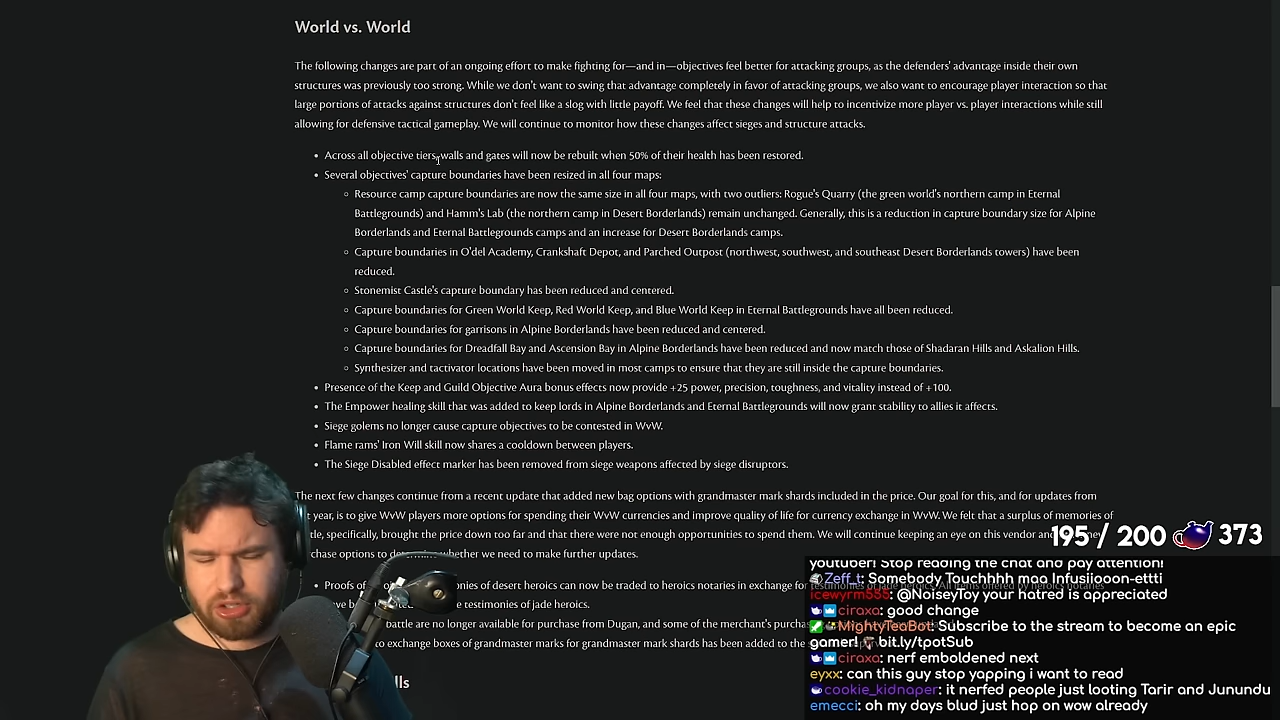 World vs. World
The following changes are part of an ongoing effort to make fighting for—and in—objectives feel better for attacking groups, as the defenders' advantage inside their own
structures was previously too strong. While we don't want to swing that advantage completely in favor of attacking groups, we also want to encourage player interaction so that
large portions of attacks against structures don't feel like a slog with little payoff. We feel that these changes will help to incentivize more player vs. player interactions while still
allowing for defensive tactical gameplay. We will continue to monitor how these changes affect sieges and structure attacks.
• Across all objective tiers, walls and gates will now be rebuilt when 50% of their health has been restored.
• Several objectives' capture boundaries have been resized in all four maps:
○ Resource camp capture boundaries are now the same size in all four maps, with two outliers: Rogue's Quarry (the green world's northern camp in Eternal
Battlegrounds) and Hamm's Lab (the northern camp in Desert Borderlands) remain unchanged. Generally, this is a reduction in capture boundary size for Alpine
Borderlands and Eternal Battlegrounds camps and an increase for Desert Borderlands camps.
○ Capture boundaries in O'del Academy, Crankshaft Depot, and Parched Outpost (northwest, southwest, and southeast Desert Borderlands towers) have been
reduced.
○ Stonemist Castle's capture boundary has been reduced and centered.
○ Capture boundaries for Green World Keep, Red World Keep, and Blue World Keep in Eternal Battlegrounds have all been reduced.
○ Capture boundaries for garrisons in Alpine Borderlands have been reduced and centered.
○ Capture boundaries for Dreadfall Bay and Ascension Bay in Alpine Borderlands have been reduced and now match those of Shadaran Hills and Askalion Hills.
○ Synthesizer and tactivator locations have been moved in most camps to ensure that they are still inside the capture boundaries.
• Presence of the Keep and Guild Objective Aura bonus effects now provide +25 power, precision, toughness, and vitality instead of +100.
• The Empower healing skill that was added to keep lords in Alpine Borderlands and Eternal Battlegrounds will now grant stability to allies it affects.
• Siege golems no longer cause capture objectives to be contested in WvW.
• Flame rams' Iron Will skill now shares a cooldown between players.
• The Siege Disabled effect marker has been removed from siege weapons affected by siege disruptors.
The next few changes continue from a recent update that added new bag options with grandmaster mark shards included in the price. Our goal for this, and for updates from
year, is to give WvW players more options for spending their WvW currencies and improve quality of life for currency exchange in WvW. We felt that a surplus of memories of
specifically, brought the price down too far and that there were not enough opportunities to spend them. We will continue keeping an eye on this vendor
options to whether we need to make further updates.
Proofs of of desert heroics can now be traded to heroics notaries in exchange for
testimonies of jade heroics.
battle are no longer available for purchase from Dugan, and some of the merchant's
to exchange boxes of grandmaster marks for grandmaster mark shards has been added to the
195 / 200 373
youtuber! Stop reading the chat and pay attention!
Zeff_t: Somebody Touchhhh maa Infusiiooon-ettti
icewyrm555: @NoiseyToy your hatred is appreciated
ciraxa: good change
MightyTeaBot: Subscribe to the stream to become an epic
gamer! bit.ly/tpotSub
ciraxa: nerf emboldened next
eyxx: can this guy stop yapping i want to read
cookie_kidnaper: it nerfed people just looting Tarir and Junundu
emecci: oh my days blud just hop on wow already